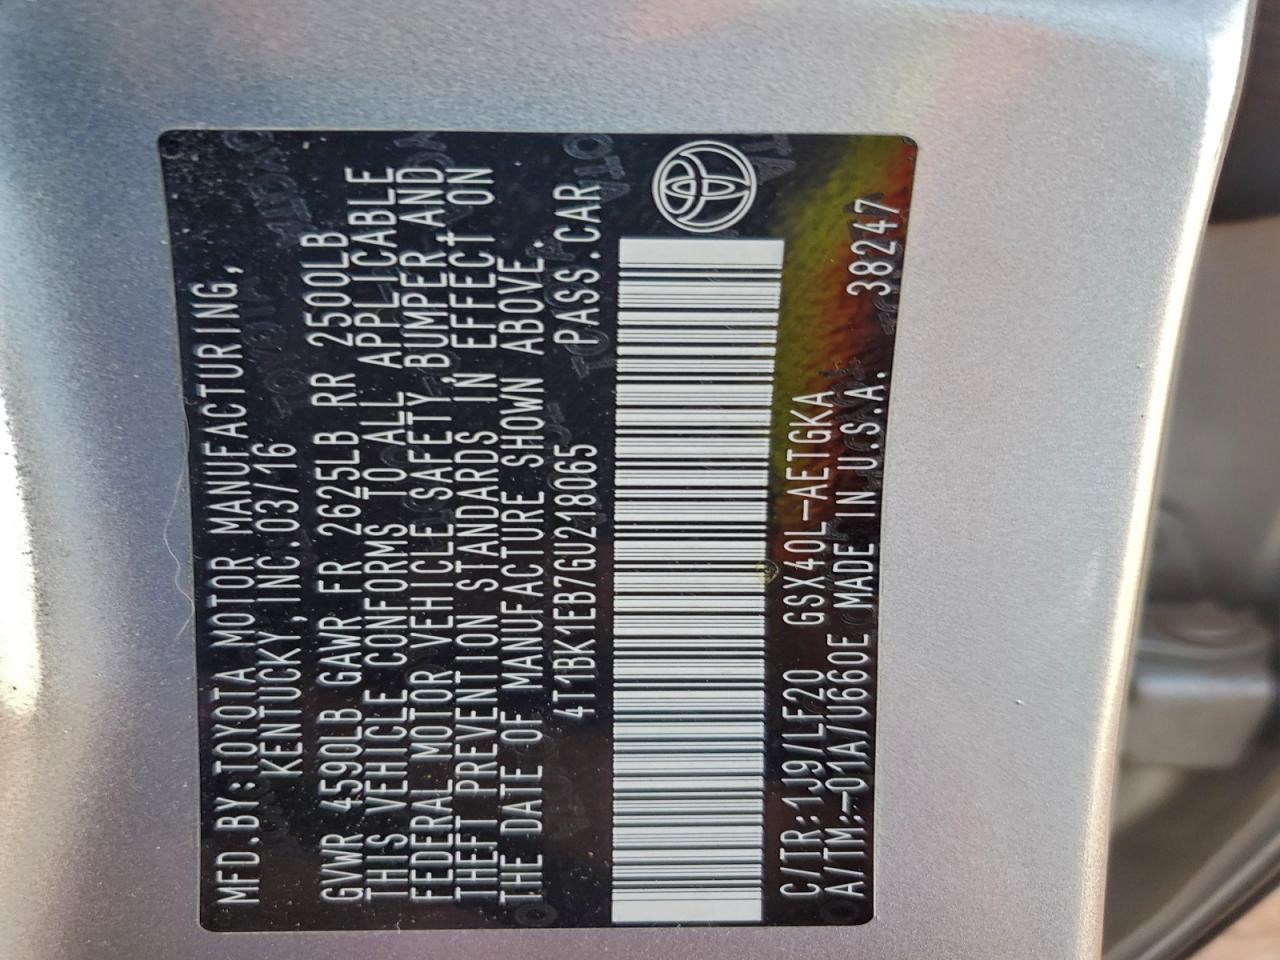 MFD.BY:TOYOTA MOTOR MANUFACTURING,
KENTUCKY,INC.03/16
GVWR 4590LB GAWR FR 2625LB RR 2500LB
THIS VEHICLE CONFORMS TO ALL APPLICABLE
FEDERAL MOTOR VEHICLE SAFETY,BUMPER,AND
THEFT PREVENTION STANDARDS IN EFFECT ON
THE DATE OF MANUFACTURE SHOWN ABOVE.
4T1BK1EB7GU218065 PASS.CAR
C/TR:1J9/LF20 GSX40L-AETGKA
A/TM:-01A/U660E MADE IN U.S.A. 38247